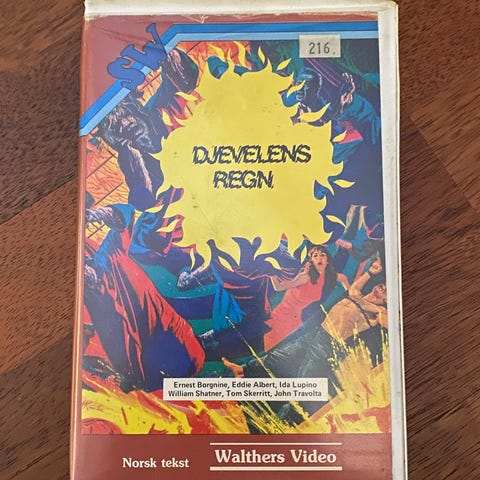 SW
216.
DJEVELENS
REGN
Ernest Borgnine, Eddie Albert, Ida Lupino
William Shatner, Tom Skerritt, John Travolta
Norsk tekst Walthers Video